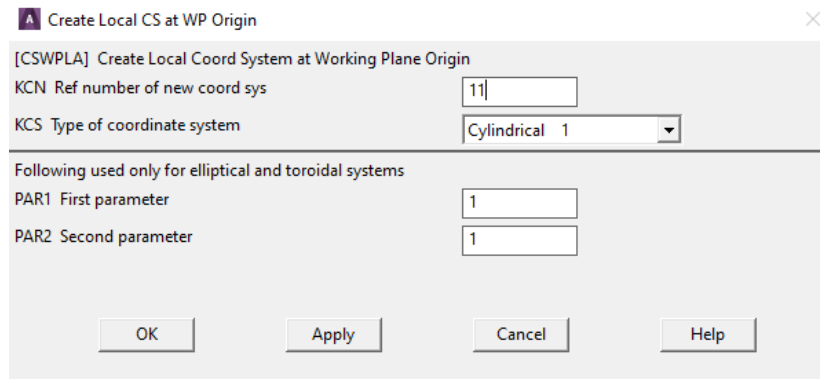 Create Local CS at WP Origin
[CSWPLA] Create Local Coord System at Working Plane Origin
KCN Ref number of new coord sys 11
KCS Type of coordinate system Cylindrical 1
Following used only for elliptical and toroidal systems
PAR1 First parameter 1
PAR2 Second parameter 1
OK Apply Cancel Help